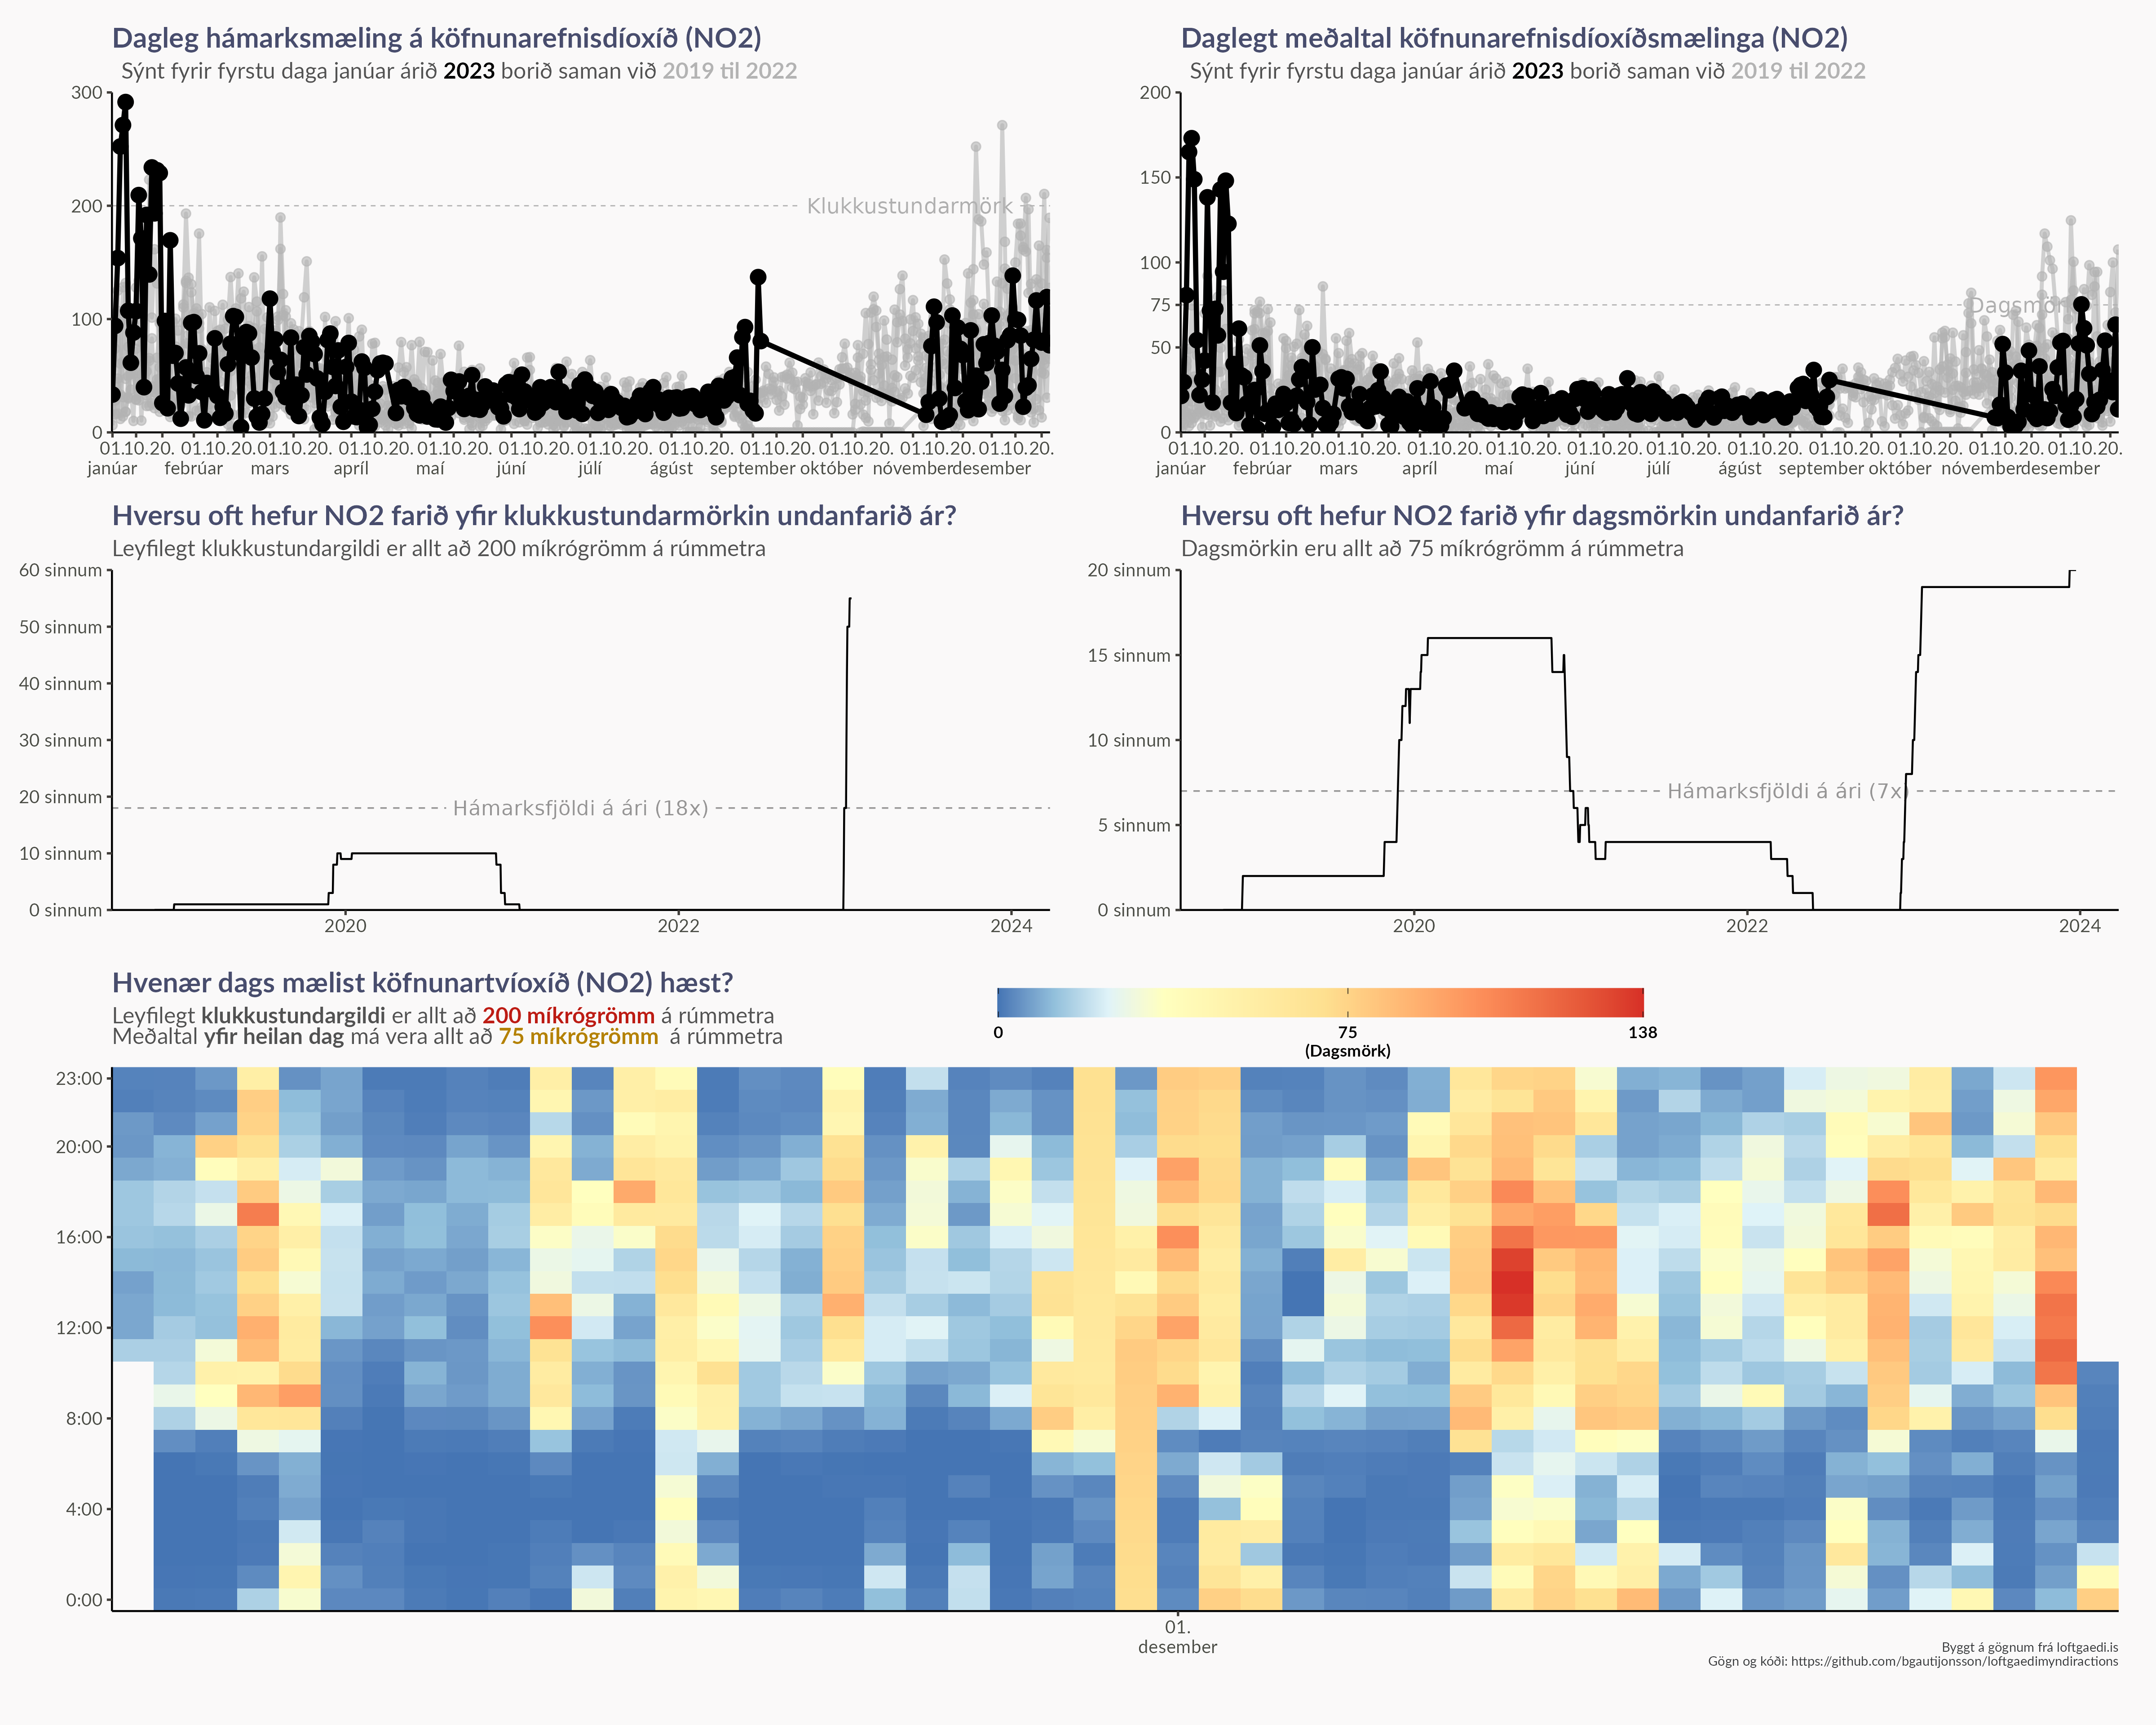 Dagleg hámarksmæling á köfnunarefnisdíoxíð (NO2)
Sýnt fyrir fyrstu daga janúar árið 2023 borið saman við 2019 til 2022
300
200
100
0
Klukkustundarmörk
01.10.20. 01.10.20. 01.10.20. 01.10.20. 01.10.20. 01.10.20. 01.10.20. 01.10.20. 01.10.20. 01.10.20. 01.10.20. 01.10.20.
janúar febrúar mars apríl maí júní júlí ágúst september október nóvember desember
Daglegt meðaltal köfnunarefnisdíoxíðsmælinga (NO2)
Sýnt fyrir fyrstu daga janúar árið 2023 borið saman við 2019 til 2022
200
150
100
75
50
0
Dagsmörk
01.10.20. 01.10.20. 01.10.20. 01.10.20. 01.10.20. 01.10.20. 01.10.20. 01.10.20. 01.10.20. 01.10.20. 01.10.20. 01.10.20.
janúar febrúar mars apríl maí júní júlí ágúst september október nóvember desember
Hversu oft hefur NO2 farið yfir klukkustundarmörkin undanfarið ár?
Leyfilegt klukkustundargildi er allt að 200 míkrógrömm á rúmmetra
60 sinnum
50 sinnum
40 sinnum
30 sinnum
20 sinnum
10 sinnum
0 sinnum
Hámarksfjöldi á ári (18x)
2020 2022 2024
Hversu oft hefur NO2 farið yfir dagsmörkin undanfarið ár?
Dagsmörkin eru allt að 75 míkrógrömm á rúmmetra
20 sinnum
15 sinnum
10 sinnum
5 sinnum
0 sinnum
Hámarksfjöldi á ári (7x)
2020 2022 2024
Hvenær dags mælist köfnunartvíoxíð (NO2) hæst?
Leyfilegt klukkustundargildi er allt að 200 míkrógrömm á rúmmetra
Meðaltal yfir heilan dag má vera allt að 75 míkrógrömm á rúmmetra
0 75 138
(Dagsmörk)
23:00
20:00
16:00
12:00
8:00
4:00
0:00
01.
desember
Byggt á gögnum frá loftgaedi.is
Gögn og kóði: https://github.com/bgautijonsson/loftgaedimyndiractions